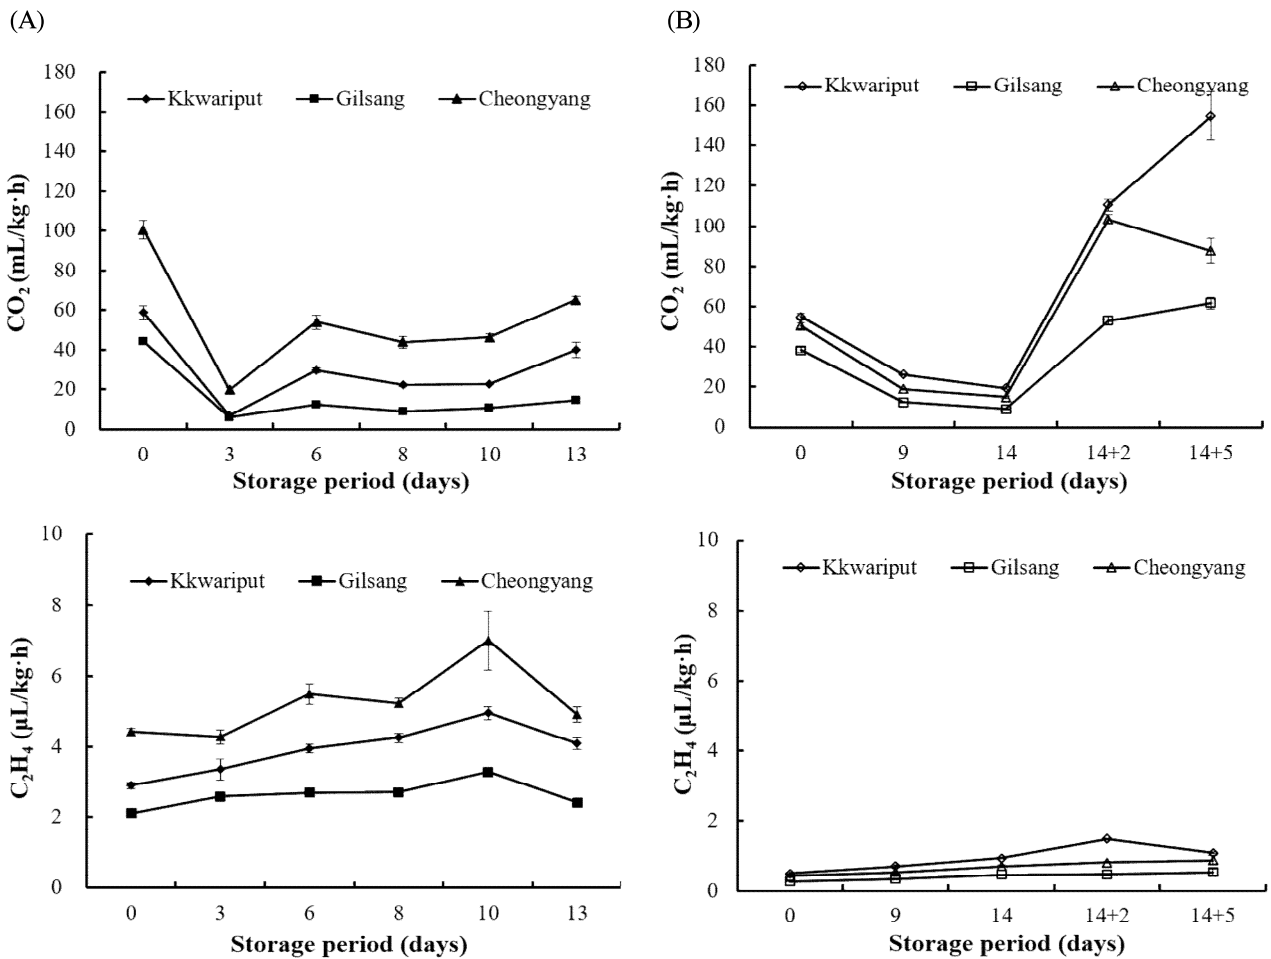 (A)
180
160
140
120
100
80
60
40
20
0
CO2 (mL/kg·h)
Kkwariput Gilsang Cheongyang
0 3 6 8 10 13
Storage period (days)
(B)
180
160
140
120
100
80
60
40
20
0
CO2 (mL/kg·h)
Kkwariput Gilsang Cheongyang
0 9 14 14+2 14+5
Storage period (days)
10
8
6
4
2
0
C2H4 (μL/kg·h)
Kkwariput Gilsang Cheongyang
0 3 6 8 10 13
Storage period (days)
10
8
6
4
2
0
C2H4 (μL/kg·h)
Kkwariput Gilsang Cheongyang
0 9 14 14+2 14+5
Storage period (days)